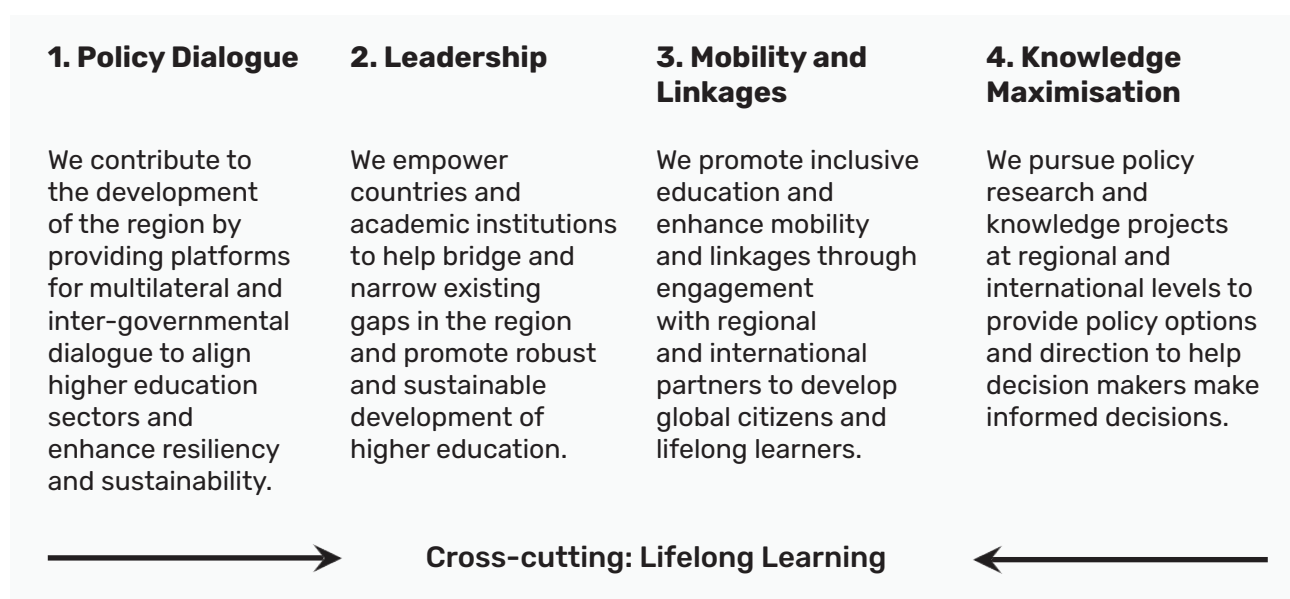 1. Policy Dialogue
We contribute to
the development
of the region by
providing platforms
for multilateral and
inter-governmental
dialogue to align
higher education
sectors and
enhance resiliency
and sustainability.
2. Leadership
We empower
countries and
academic institutions
to help bridge and
narrow existing
gaps in the region
and promote robust
and sustainable
development of
higher education.
3. Mobility and
Linkages
We promote inclusive
education and
enhance mobility
and linkages through
engagement
with regional
and international
partners to develop
global citizens and
lifelong learners.
4. Knowledge
Maximisation
We pursue policy
research and
knowledge projects
at regional and
international levels to
provide policy options
and direction to help
decision makers make
informed decisions.
Cross-cutting: Lifelong Learning